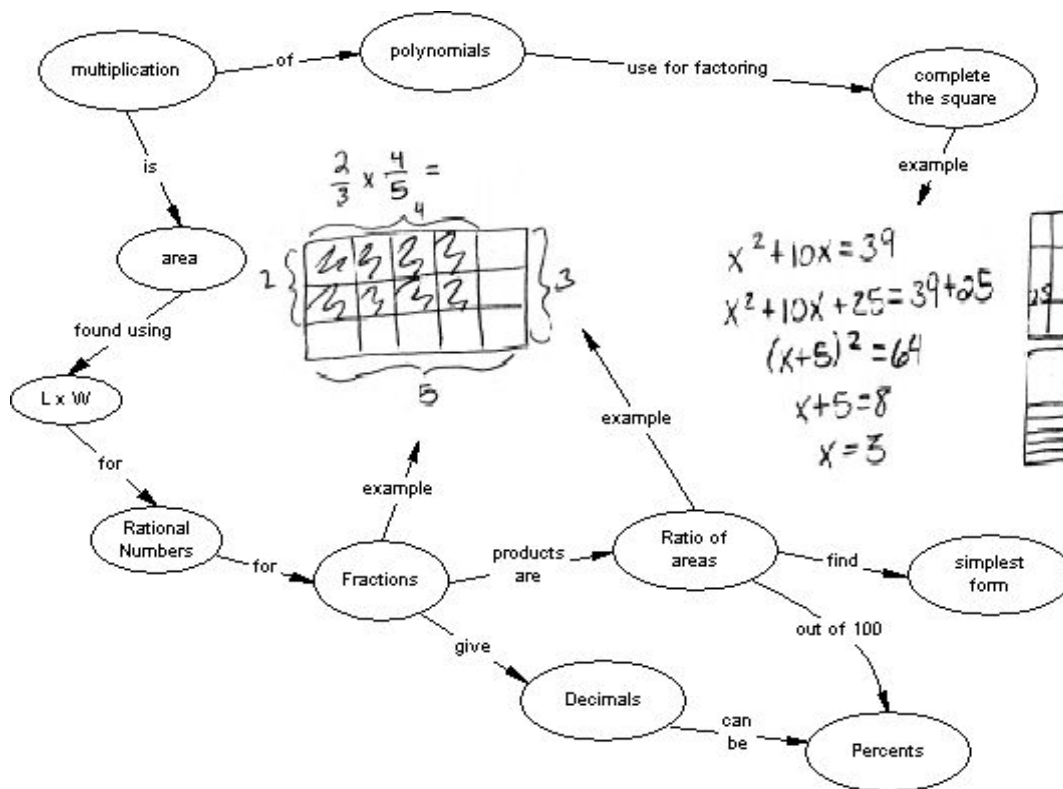 multiplication
of
polynomials
use for factoring
complete
the square
is
example
area
found using
L x W
for
Rational
Numbers
for
Fractions
example
2/3 x 4/5 =
4
2
3
5
products
are
Ratio of
areas
example
find
simplest
form
out of 100
give
Decimals
can
be
Percents
x² + 10x = 39
x² + 10x + 25 = 39 + 25
(x+5)² = 64
x+5 = 8
x = 3
25